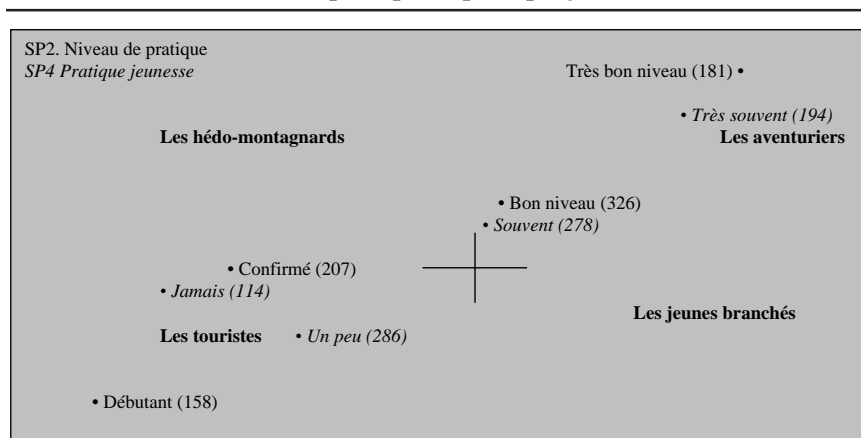 SP2. Niveau de pratique
SP4 Pratique jeunesse
Très bon niveau (181) •
• Très souvent (194)
Les hédo-montagnards
Les aventuriers
• Bon niveau (326)
• Souvent (278)
• Confirmé (207)
• Jamais (114)
Les jeunes branchés
Les touristes • Un peu (286)
• Débutant (158)